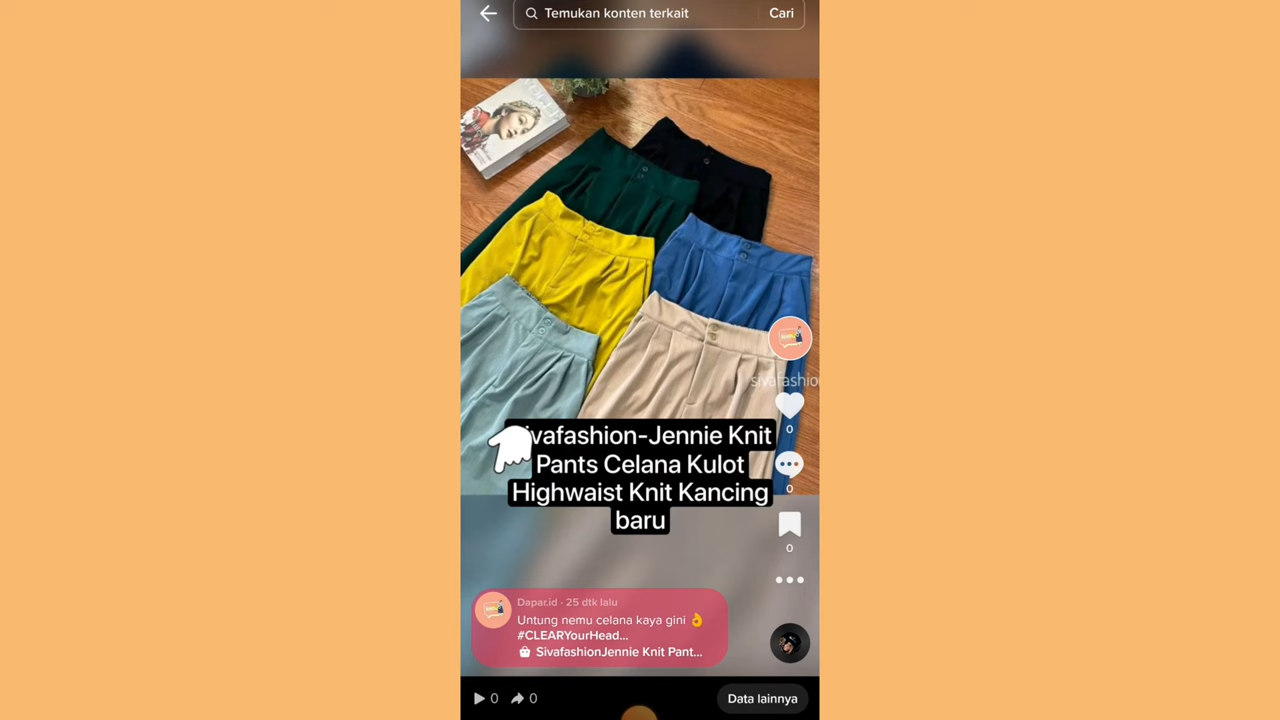 Temukan konten terkait
Cari
sivafashio
0
ivafashion-Jennie Knit
Pants Celana Kulot
Highwaist Knit Kancing
baru
0
0
Dapar.id · 25 dtk lalu
Untung nemu celana kaya gini 👌
#CLEARYourHead...
SivafashionJennie Knit Pant...
0
0
Data lainnya